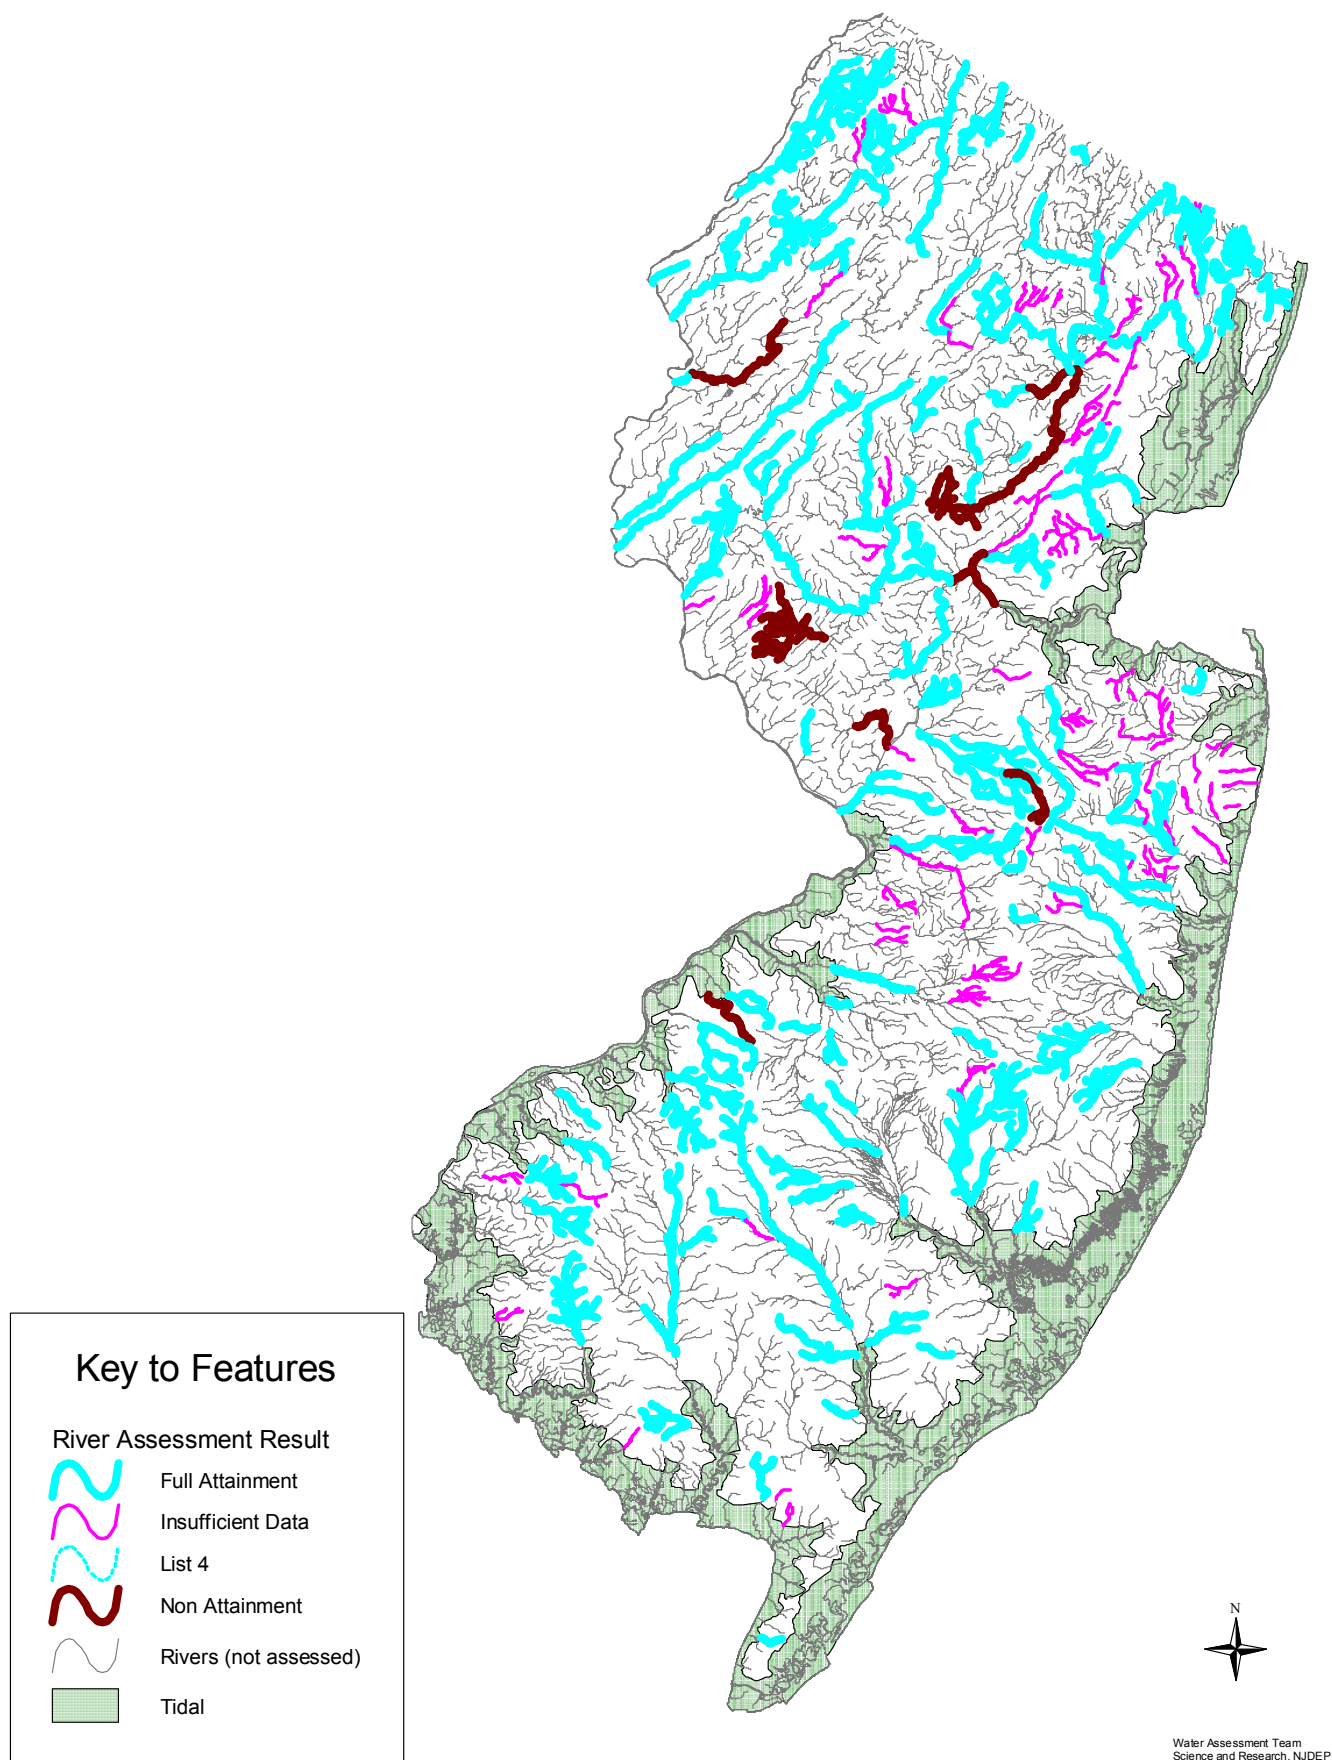 Key to Features
River Assessment Result
Full Attainment
Insufficient Data
List 4
Non Attainment
Rivers (not assessed)
Tidal
N
Water Assessment Team
Science and Research, NJDEP